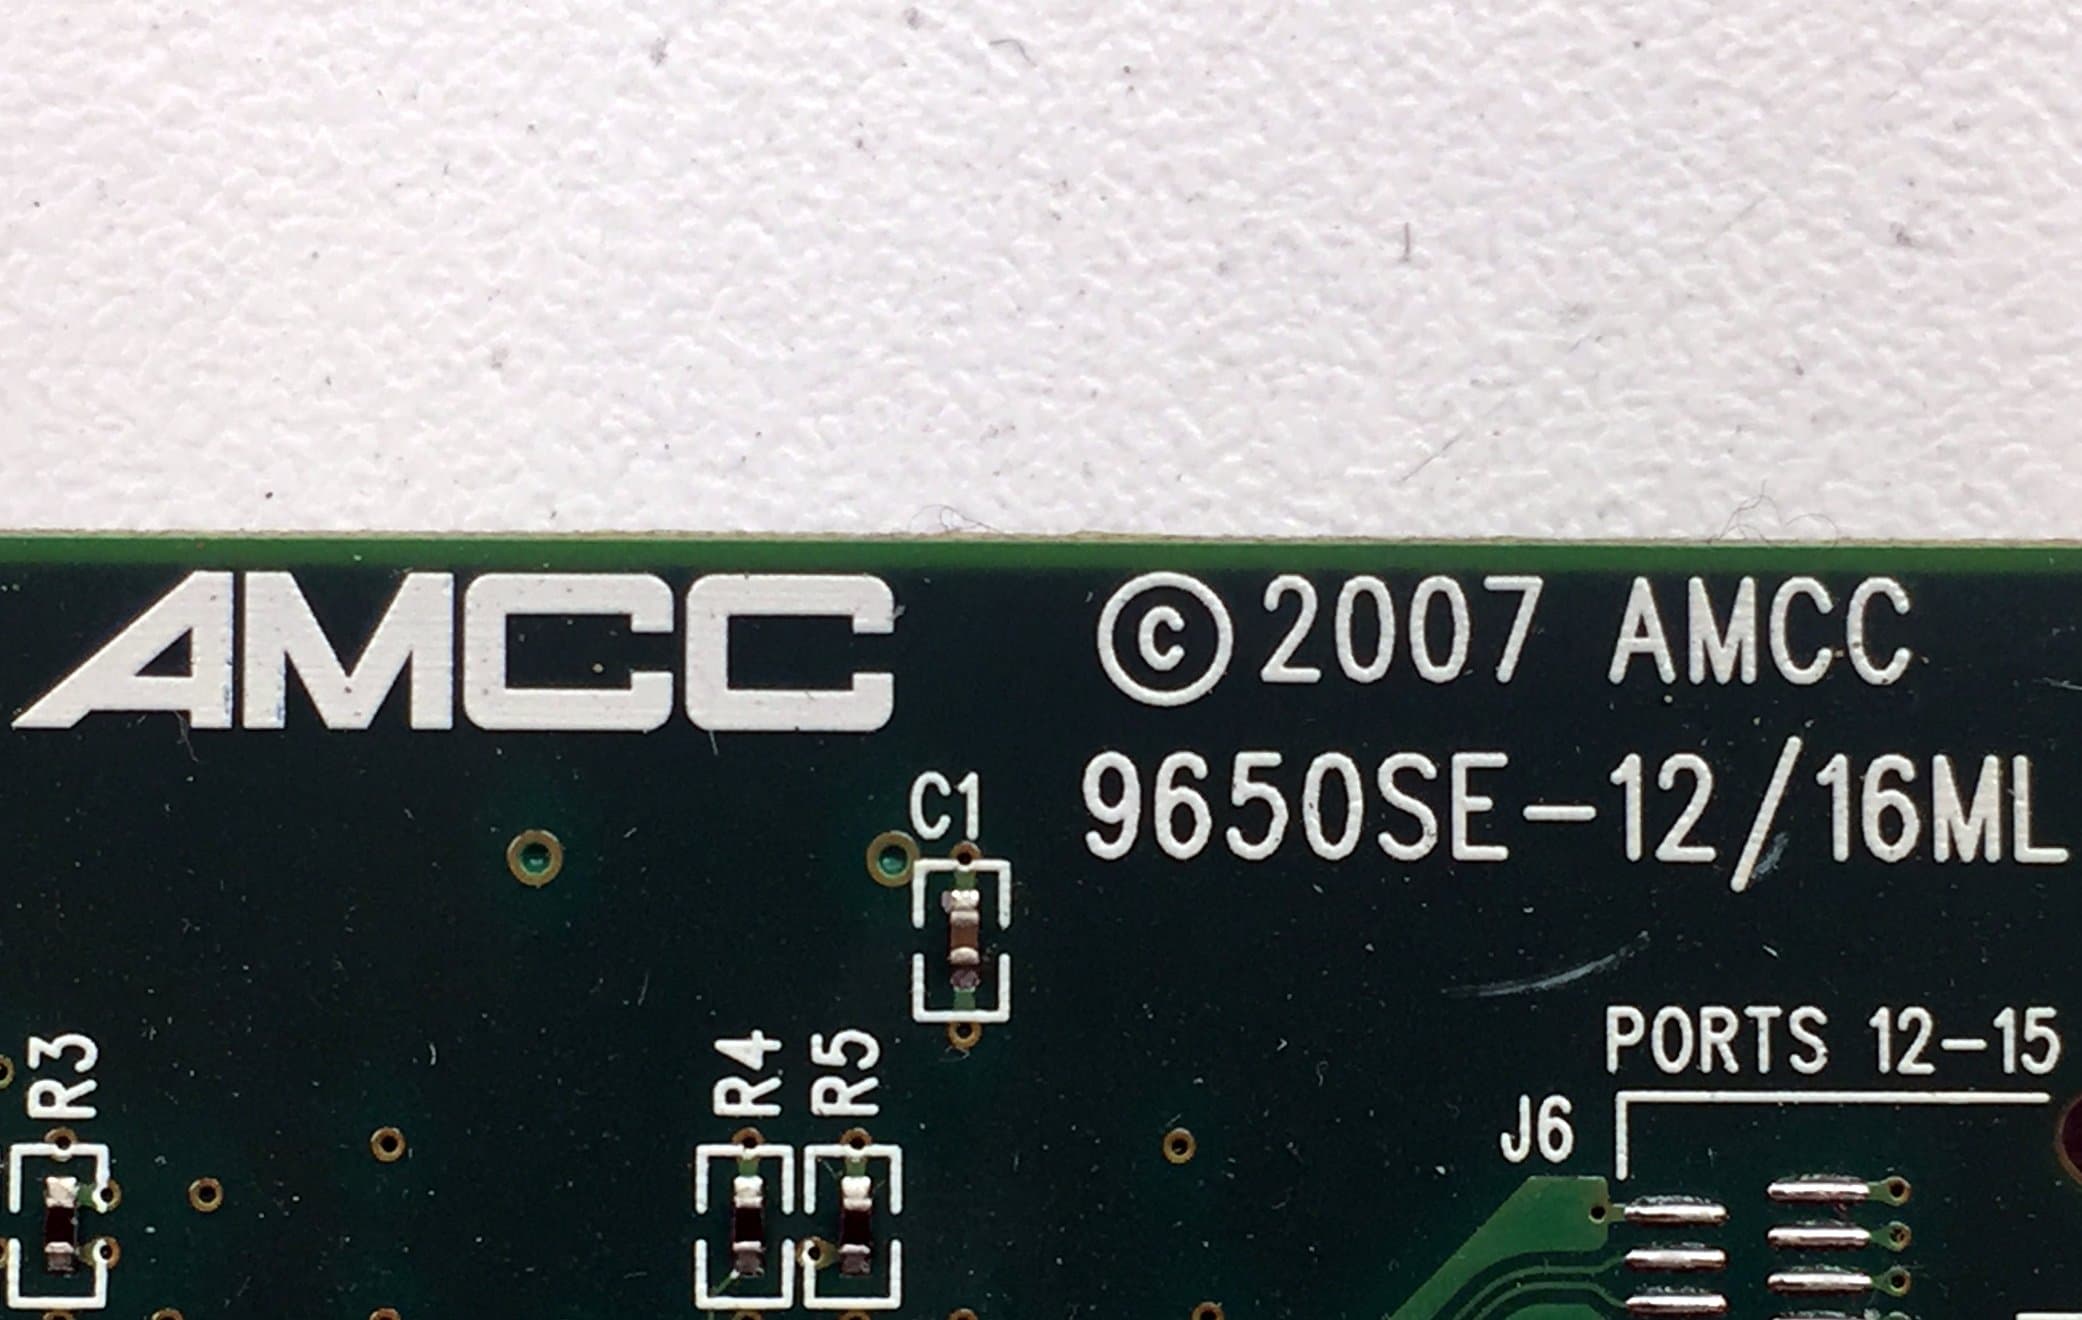 AMCC
© 2007 AMCC
9650SE-12/16ML
C1
PORTS 12-15
R3
R4
R5
J6